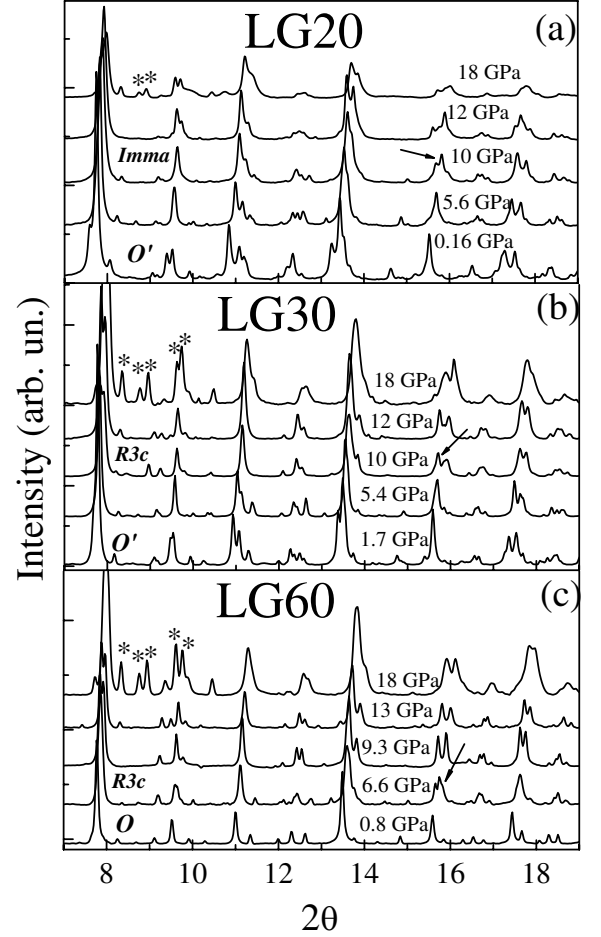 LG20
(a)
**
18 GPa
12 GPa
Imma
10 GPa
5.6 GPa
0.16 GPa
O'
LG30
(b)
* ** **
18 GPa
12 GPa
R3c
10 GPa
5.4 GPa
O'
1.7 GPa
LG60
(c)
* ** **
18 GPa
13 GPa
9.3 GPa
R3c
6.6 GPa
O
0.8 GPa
8 10 12 14 16 18
2θ
Intensity (arb. un.)